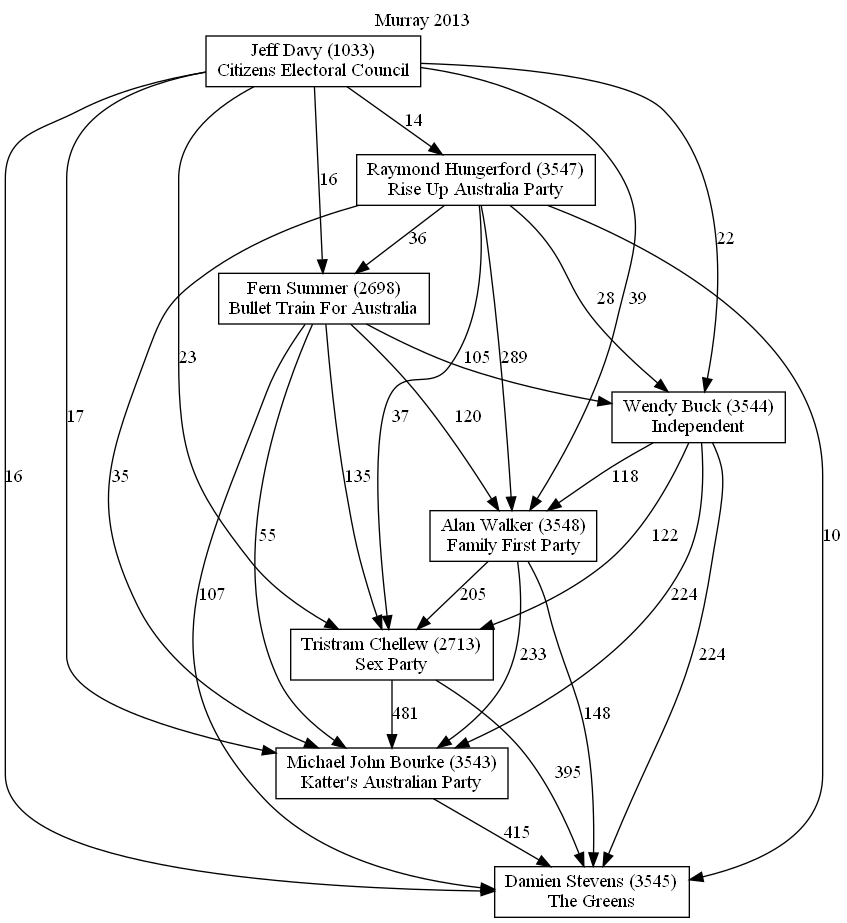 Murray 2013
Jeff Davy (1033)
Citizens Electoral Council
14
Raymond Hungerford (3547)
Rise Up Australia Party
16
36
22
Fern Summer (2698)
Bullet Train For Australia
28
39
23
105
289
Wendy Buck (3544)
Independent
17
37
120
16
35
135
118
Alan Walker (3548)
Family First Party
55
122
10
107
205
224
Tristram Chellew (2713)
Sex Party
233
224
481
148
Michael John Bourke (3543)
Katter's Australian Party
395
415
Damien Stevens (3545)
The Greens